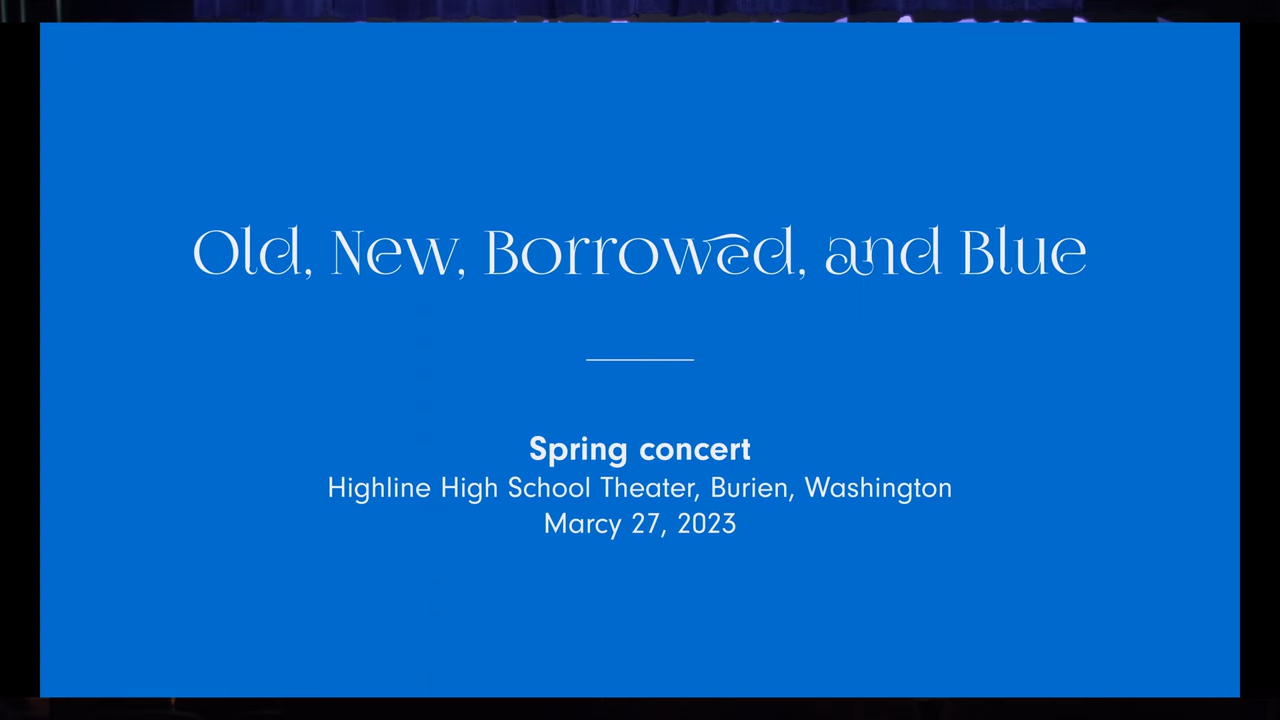 Old, New, Borrowed, and Blue
Spring concert
Highline High School Theater, Burien, Washington
Marcy 27, 2023